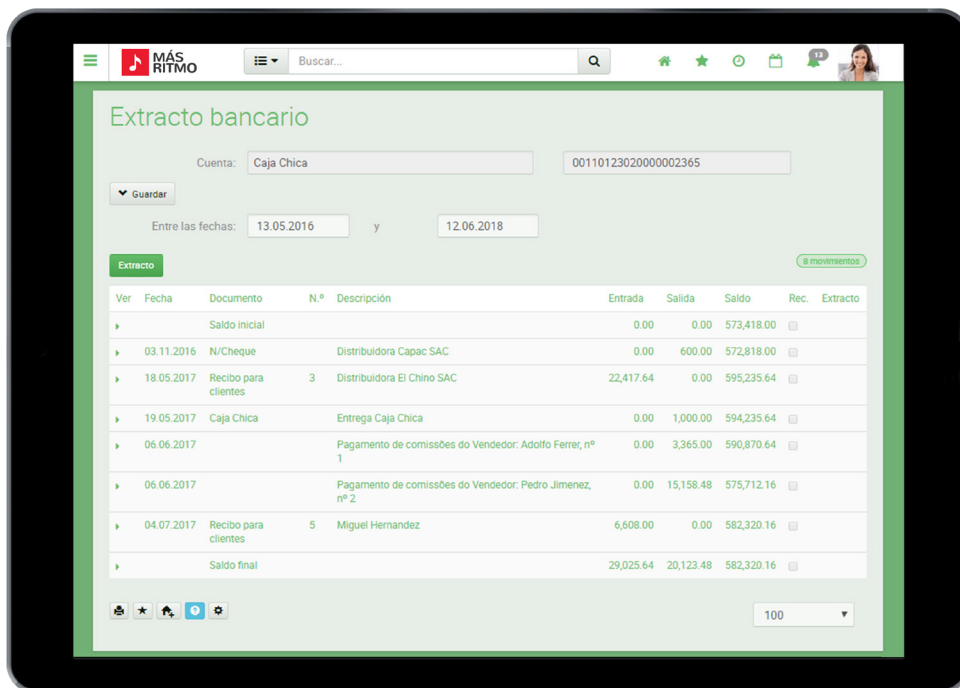 MÁS
RITMO
Buscar...
13
Extracto bancario
Cuenta: Caja Chica 00110123020000002365
Guardar
Entre las fechas: 13.05.2016 y 12.06.2018
Extracto
8 movimientos
Ver Fecha Documento N.º Descripción Entrada Salida Saldo Rec. Extracto
Saldo inicial 0.00 0.00 573,418.00
03.11.2016 N/Cheque Distribuidora Capac SAC 0.00 600.00 572,818.00
18.05.2017 Recibo para 3 Distribuidora El Chino SAC 22,417.64 0.00 595,235.64
clientes
19.05.2017 Caja Chica Entrega Caja Chica 0.00 1,000.00 594,235.64
06.06.2017 Pagamento de comissões do Vendedor: Adolfo Ferrer, nº 0.00 3,365.00 590,870.64
1
06.06.2017 Pagamento de comissões do Vendedor: Pedro Jimenez, 0.00 15,158.48 575,712.16
nº 2
04.07.2017 Recibo para 5 Miguel Hernandez 6,608.00 0.00 582,320.16
clientes
Saldo final 29,025.64 20,123.48 582,320.16
100